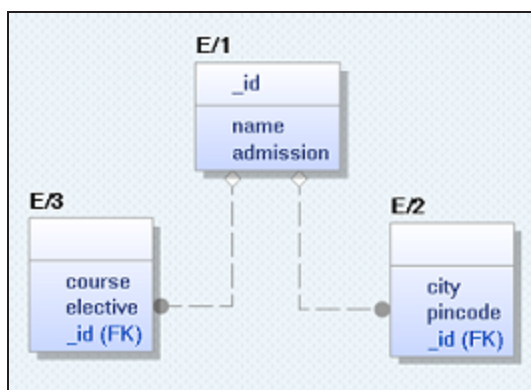 E/1
_id
name
admission
E/3
course
elective
_id (FK)
E/2
city
pincode
_id (FK)